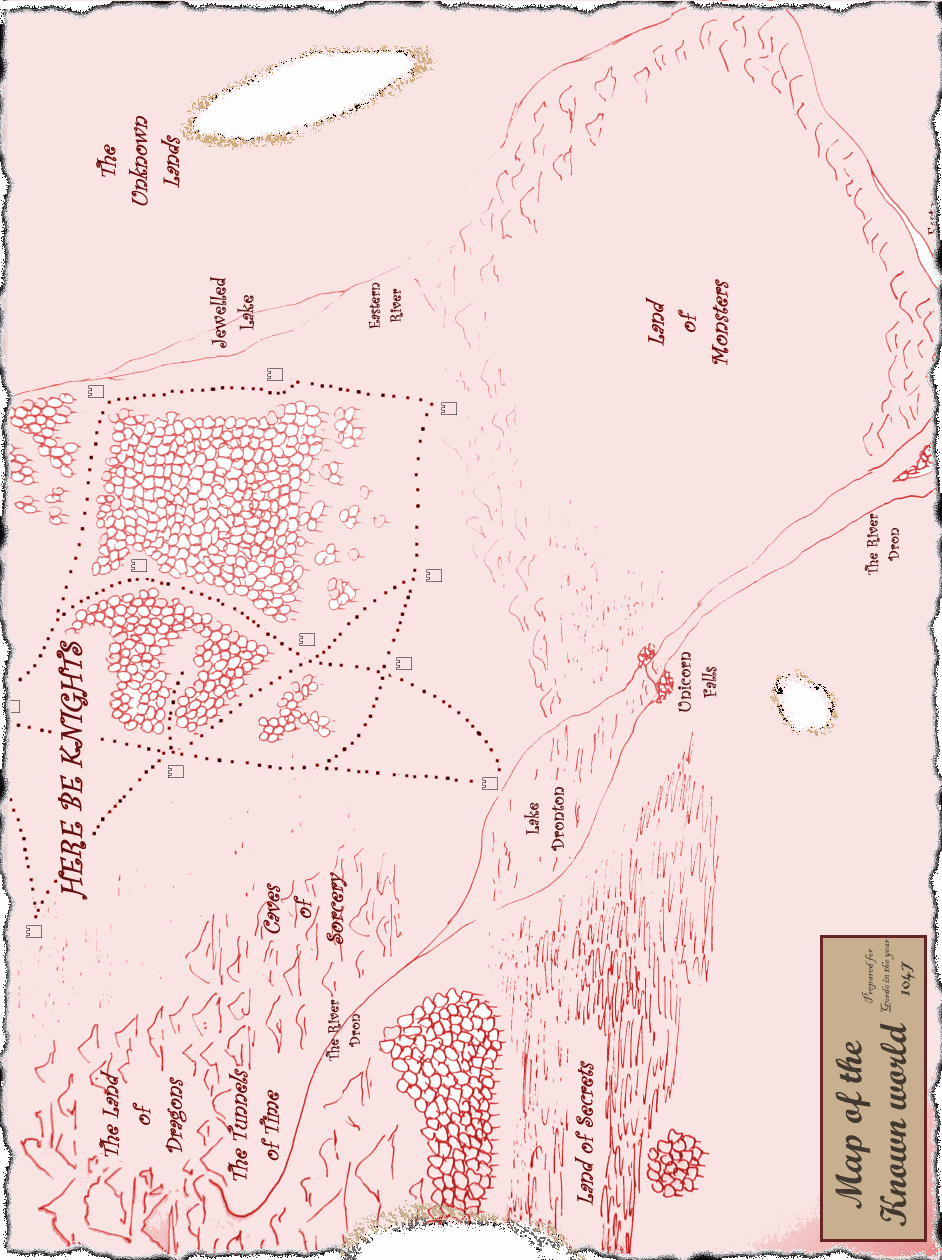 HERE BE KNIGHTS
The Land
of
Dragons
The
Unknown
Lands
The Tunnels
of Time
Jewelled
Lake
Caves
of
Sorcery
The River
Dron
Eastern
River
Lake
Dronton
Land of Secrets
Land
of
Monsters
Unicorn
Falls
Map of the
Known world
Prepared for
in the year
1047
The River
Dron